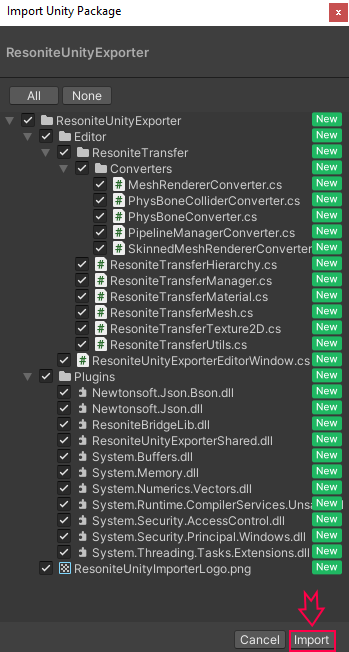 Import Unity Package
ResoniteUnityExporter
All None
ResoniteUnityExporter New
Editor New
ResoniteTransfer New
Converters New
MeshRendererConverter.cs New
PhysBoneColliderConverter.cs New
PhysBoneConverter.cs New
PipelineManagerConverter.cs New
SkinnedMeshRendererConverter New
ResoniteTransferHierarchy.cs New
ResoniteTransferManager.cs New
ResoniteTransferMaterial.cs New
ResoniteTransferMesh.cs New
ResoniteTransferTexture2D.cs New
ResoniteTransferUtils.cs New
ResoniteUnityExporterEditorWindow.cs New
Plugins New
Newtonsoft.Json.Bson.dll New
Newtonsoft.Json.dll New
ResoniteBridgeLib.dll New
ResoniteUnityExporterShared.dll New
System.Buffers.dll New
System.Memory.dll New
System.Numerics.Vectors.dll New
System.Runtime.CompilerServices.Unsa New
System.Security.AccessControl.dll New
System.Security.Principal.Windows.dll New
System.Threading.Tasks.Extensions.dll New
ResoniteUnityImporterLogo.png New
Cancel Import